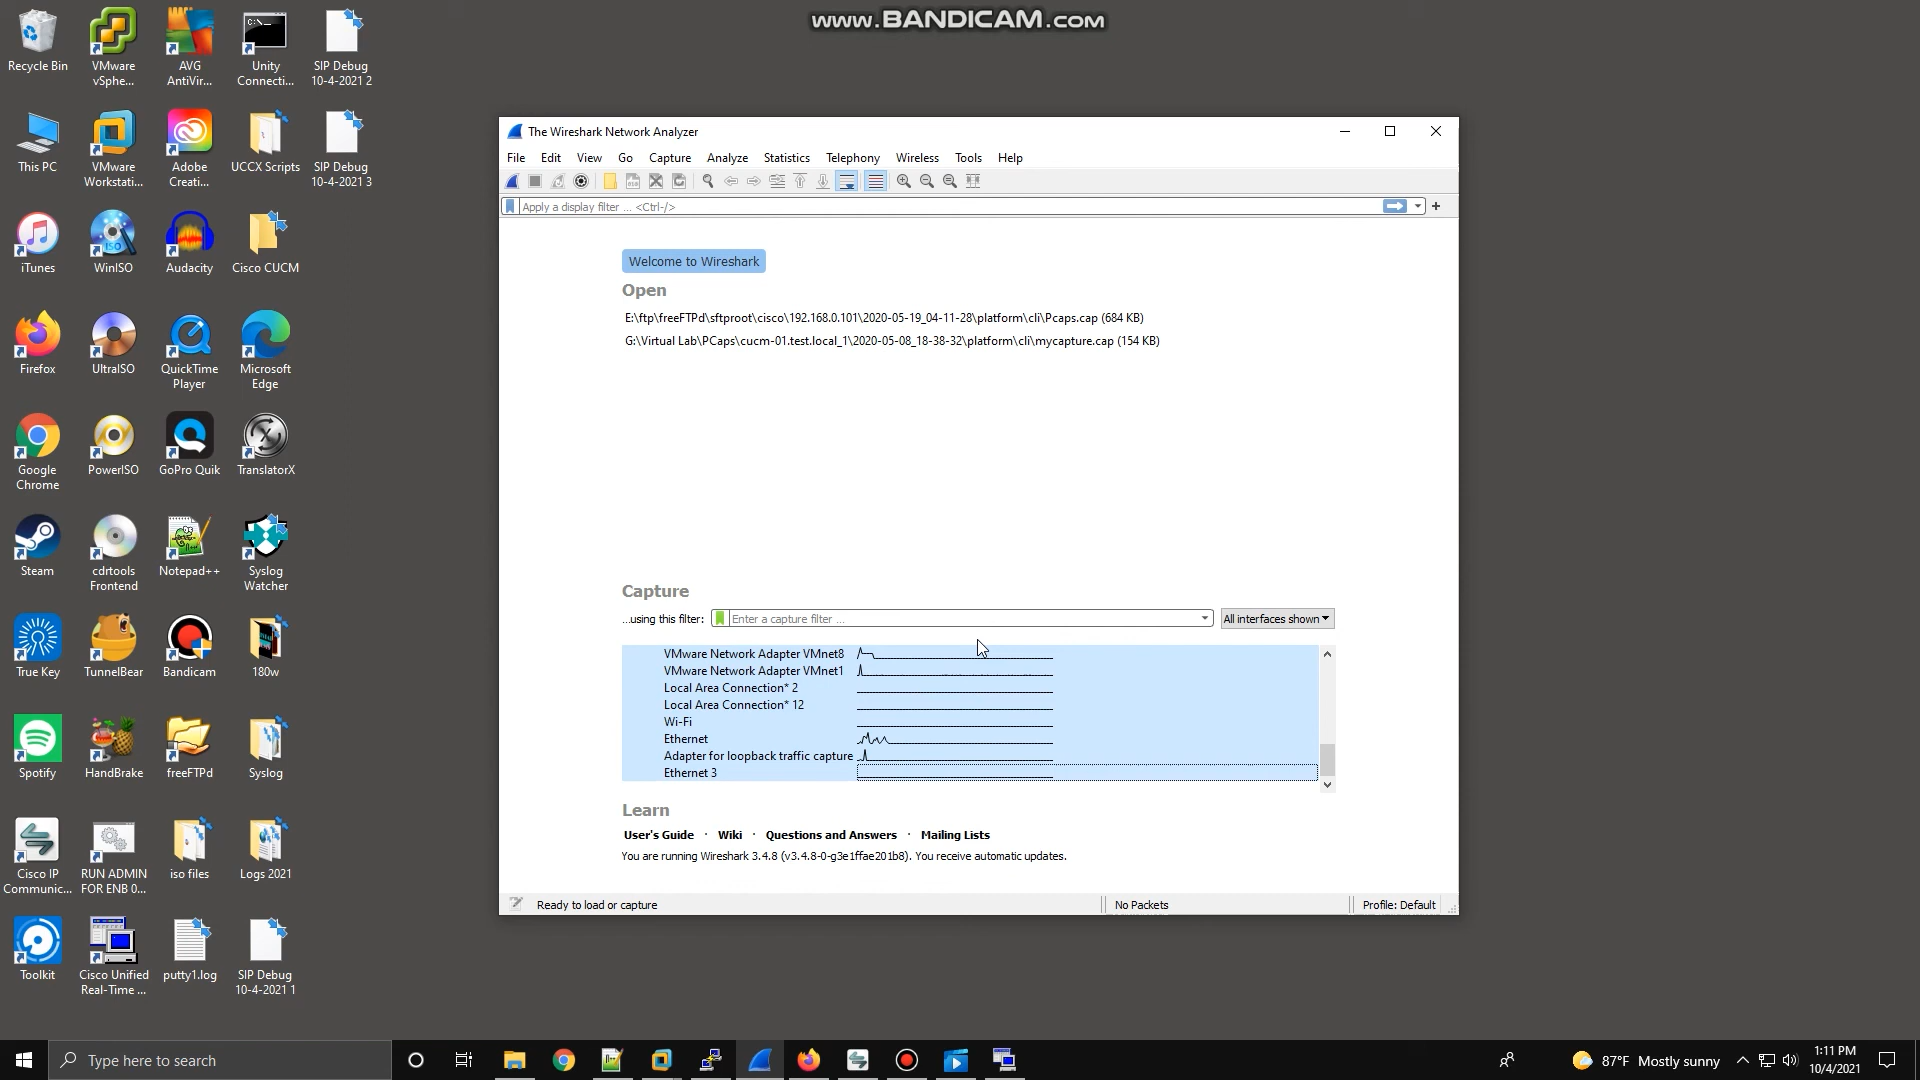 www.BANDICAM.com
Recycle Bin
VMware
vSphe...
AVG
AntiVir...
Unity
Connecti...
SIP Debug
10-4-2021 2
This PC
VMware
Workstati...
Adobe
Creati...
UCCX Scripts
SIP Debug
10-4-2021 3
iTunes
WinISO
Audacity
Cisco CUCM
Firefox
UltraISO
QuickTime
Player
Microsoft
Edge
Google
Chrome
PowerISO
GoPro Quik
TranslatorX
Steam
cdrtools
Frontend
Notepad++
Syslog
Watcher
True Key
TunnelBear
Bandicam
180w
Spotify
HandBrake
freeFTPd
Syslog
Cisco IP
Communic...
RUN ADMIN
FOR ENB 0...
iso files
Logs 2021
Toolkit
Cisco Unified
Real-Time ...
putty1.log
SIP Debug
10-4-2021 1
The Wireshark Network Analyzer
File Edit View Go Capture Analyze Statistics Telephony Wireless Tools Help
Apply a display filter ... <Ctrl-/>
Welcome to Wireshark
Open
E:\ftp\freeFTPd\sftproot\cisco\192.168.0.101\2020-05-19_04-11-28\platform\cli\Pcaps.cap (684 KB)
G:\Virtual Lab\PCaps\cucm-01.test.local_1\2020-05-08_18-38-32\platform\cli\mycapture.cap (154 KB)
Capture
...using this filter: Enter a capture filter ... All interfaces shown
VMware Network Adapter VMnet8
VMware Network Adapter VMnet1
Local Area Connection* 2
Local Area Connection* 12
Wi-Fi
Ethernet
Adapter for loopback traffic capture
Ethernet 3
Learn
User's Guide · Wiki · Questions and Answers · Mailing Lists
You are running Wireshark 3.4.8 (v3.4.8-0-g3e1ffae201b8). You receive automatic updates.
Ready to load or capture No Packets Profile: Default
Type here to search
87°F Mostly sunny
1:11 PM
10/4/2021